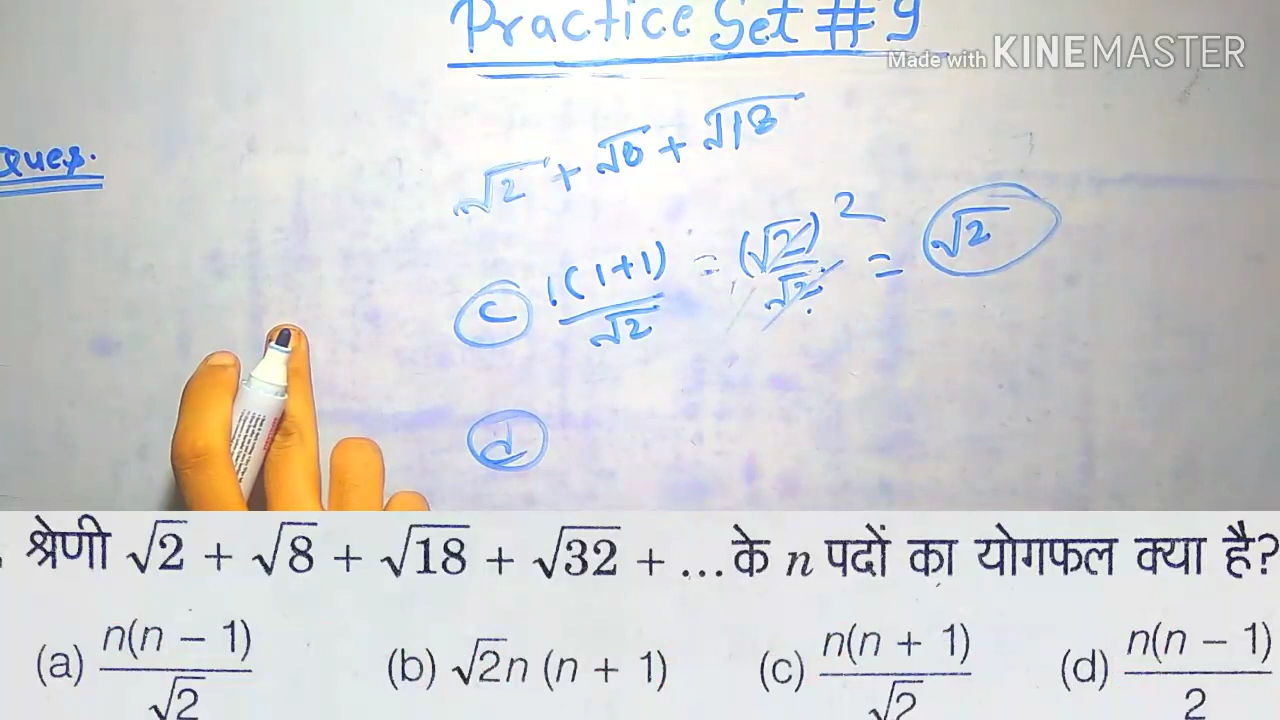 Practice Set #9
Made with KINEMASTER
Ques.
√2 + √8 + √18
(c) 1(1+1)/√2 = (√2)²/√2 = √2
(d)
श्रेणी √2 + √8 + √18 + √32 + ... के n पदों का योगफल क्या है?
(a) n(n − 1)/√2 (b) √2n (n + 1) (c) n(n + 1)/√2 (d) n(n − 1)/2